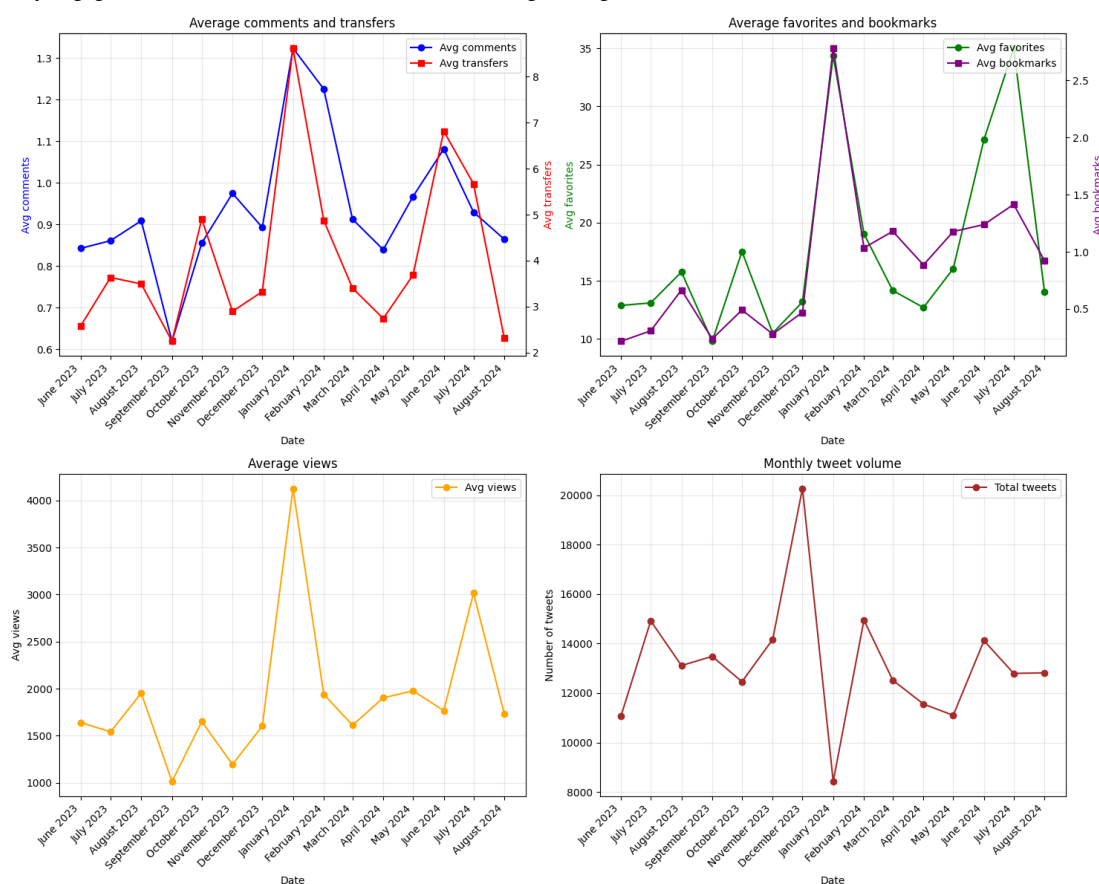 Average comments and transfers
Avg comments
Avg transfers
1.3
1.2
1.1
1.0
0.9
0.8
0.7
0.6
Avg comments
8
7
6
5
4
3
2
Avg transfers
June 2023
July 2023
August 2023
September 2023
October 2023
November 2023
December 2023
January 2024
February 2024
March 2024
April 2024
May 2024
June 2024
July 2024
August 2024
Date
Average favorites and bookmarks
Avg favorites
Avg bookmarks
35
30
25
20
15
10
Avg favorites
2.5
2.0
1.5
1.0
0.5
Avg bookmarks
June 2023
July 2023
August 2023
September 2023
October 2023
November 2023
December 2023
January 2024
February 2024
March 2024
April 2024
May 2024
June 2024
July 2024
August 2024
Date
Average views
Avg views
4000
3500
3000
2500
2000
1500
1000
Avg views
June 2023
July 2023
August 2023
September 2023
October 2023
November 2023
December 2023
January 2024
February 2024
March 2024
April 2024
May 2024
June 2024
July 2024
August 2024
Date
Monthly tweet volume
Total tweets
20000
18000
16000
14000
12000
10000
8000
Number of tweets
June 2023
July 2023
August 2023
September 2023
October 2023
November 2023
December 2023
January 2024
February 2024
March 2024
April 2024
May 2024
June 2024
July 2024
August 2024
Date